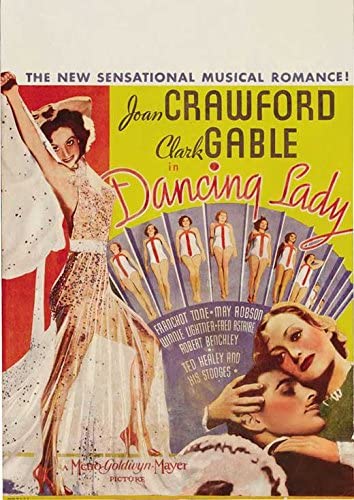 THE NEW SENSATIONAL MUSICAL ROMANCE!
Joan CRAWFORD
Clark GABLE
in
Dancing Lady
FRANCHOT TONE • MAY ROBSON
WINNIE LIGHTNER • FRED ASTAIRE
ROBERT BENCHLEY
TED HEALEY AND
HIS STOOGES
A Metro-Goldwyn-Mayer
PICTURE